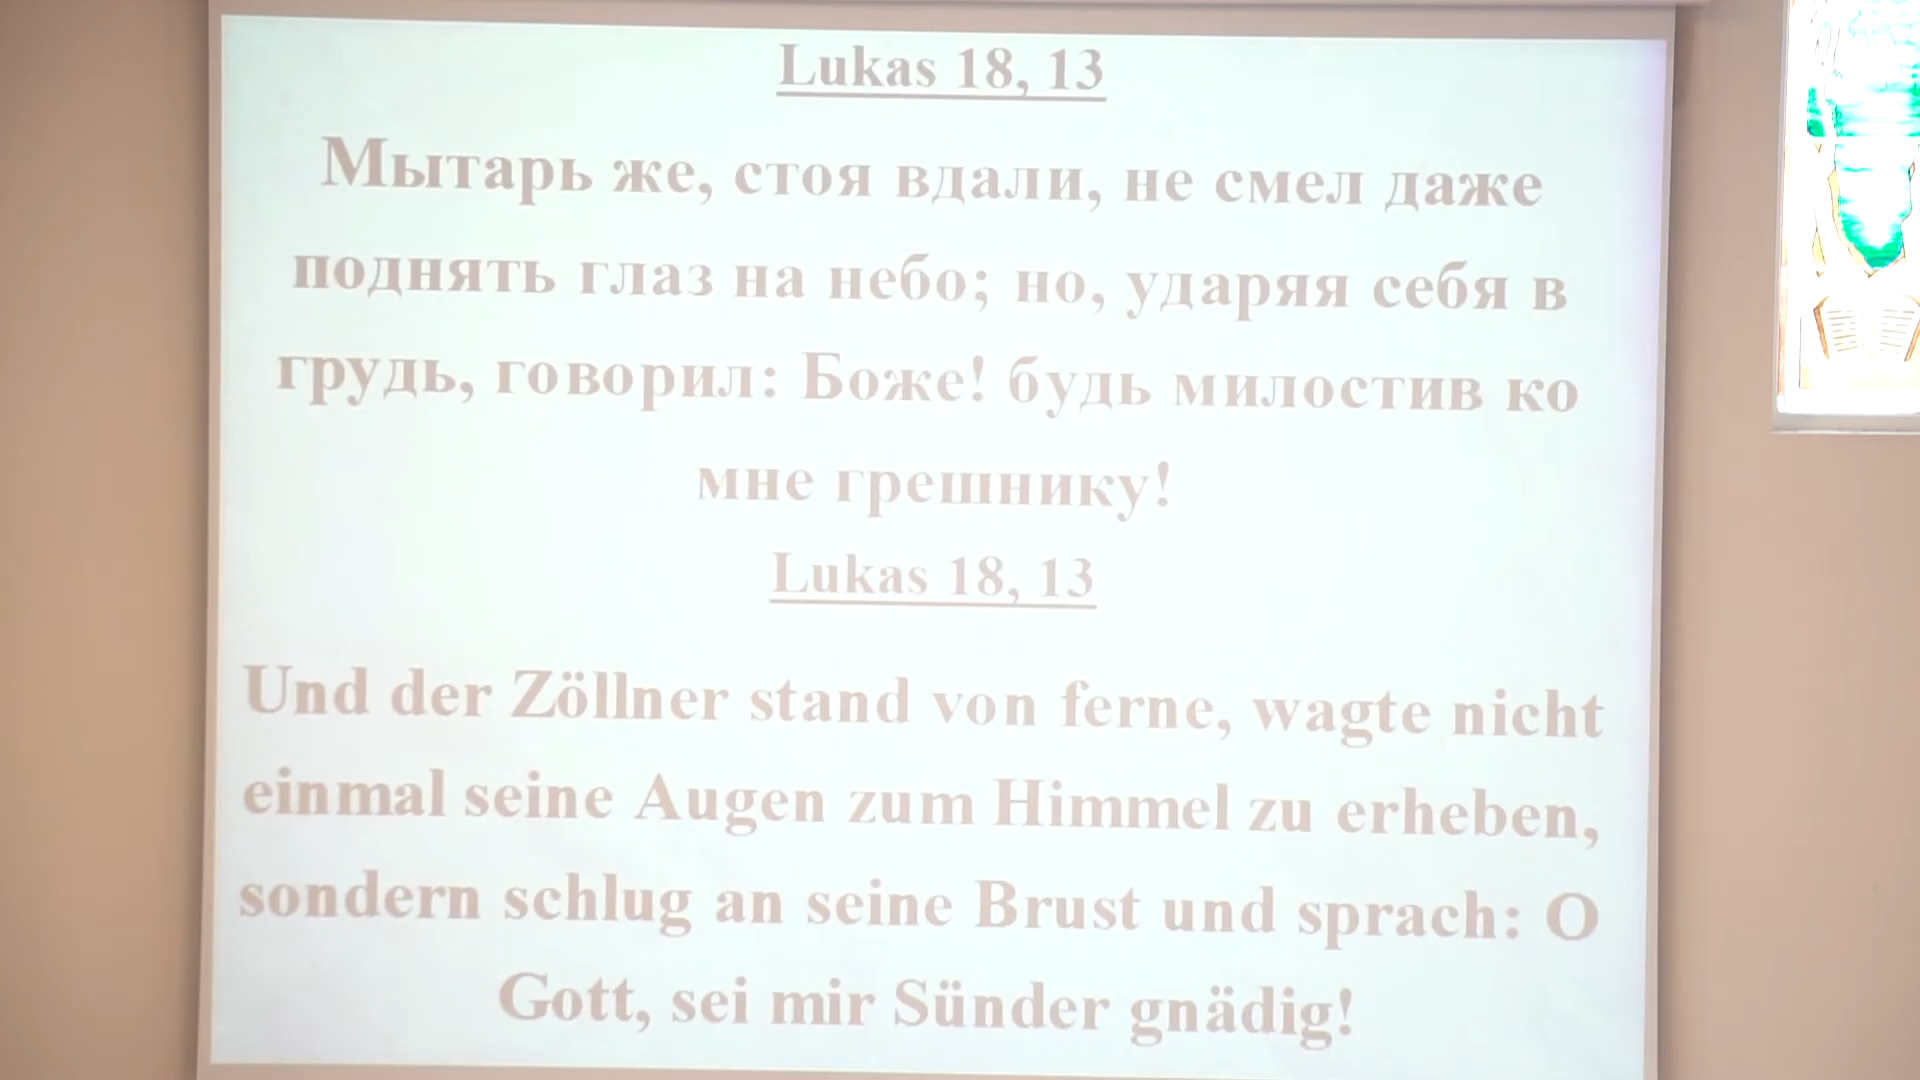 Lukas 18, 13
Мытарь же, стоя вдали, не смел даже
поднять глаз на небо; но, ударяя себя в
грудь, говорил: Боже! будь милостив ко
мне грешнику!
Lukas 18, 13
Und der Zöllner stand von ferne, wagte nicht
einmal seine Augen zum Himmel zu erheben,
sondern schlug an seine Brust und sprach: O
Gott, sei mir Sünder gnädig!